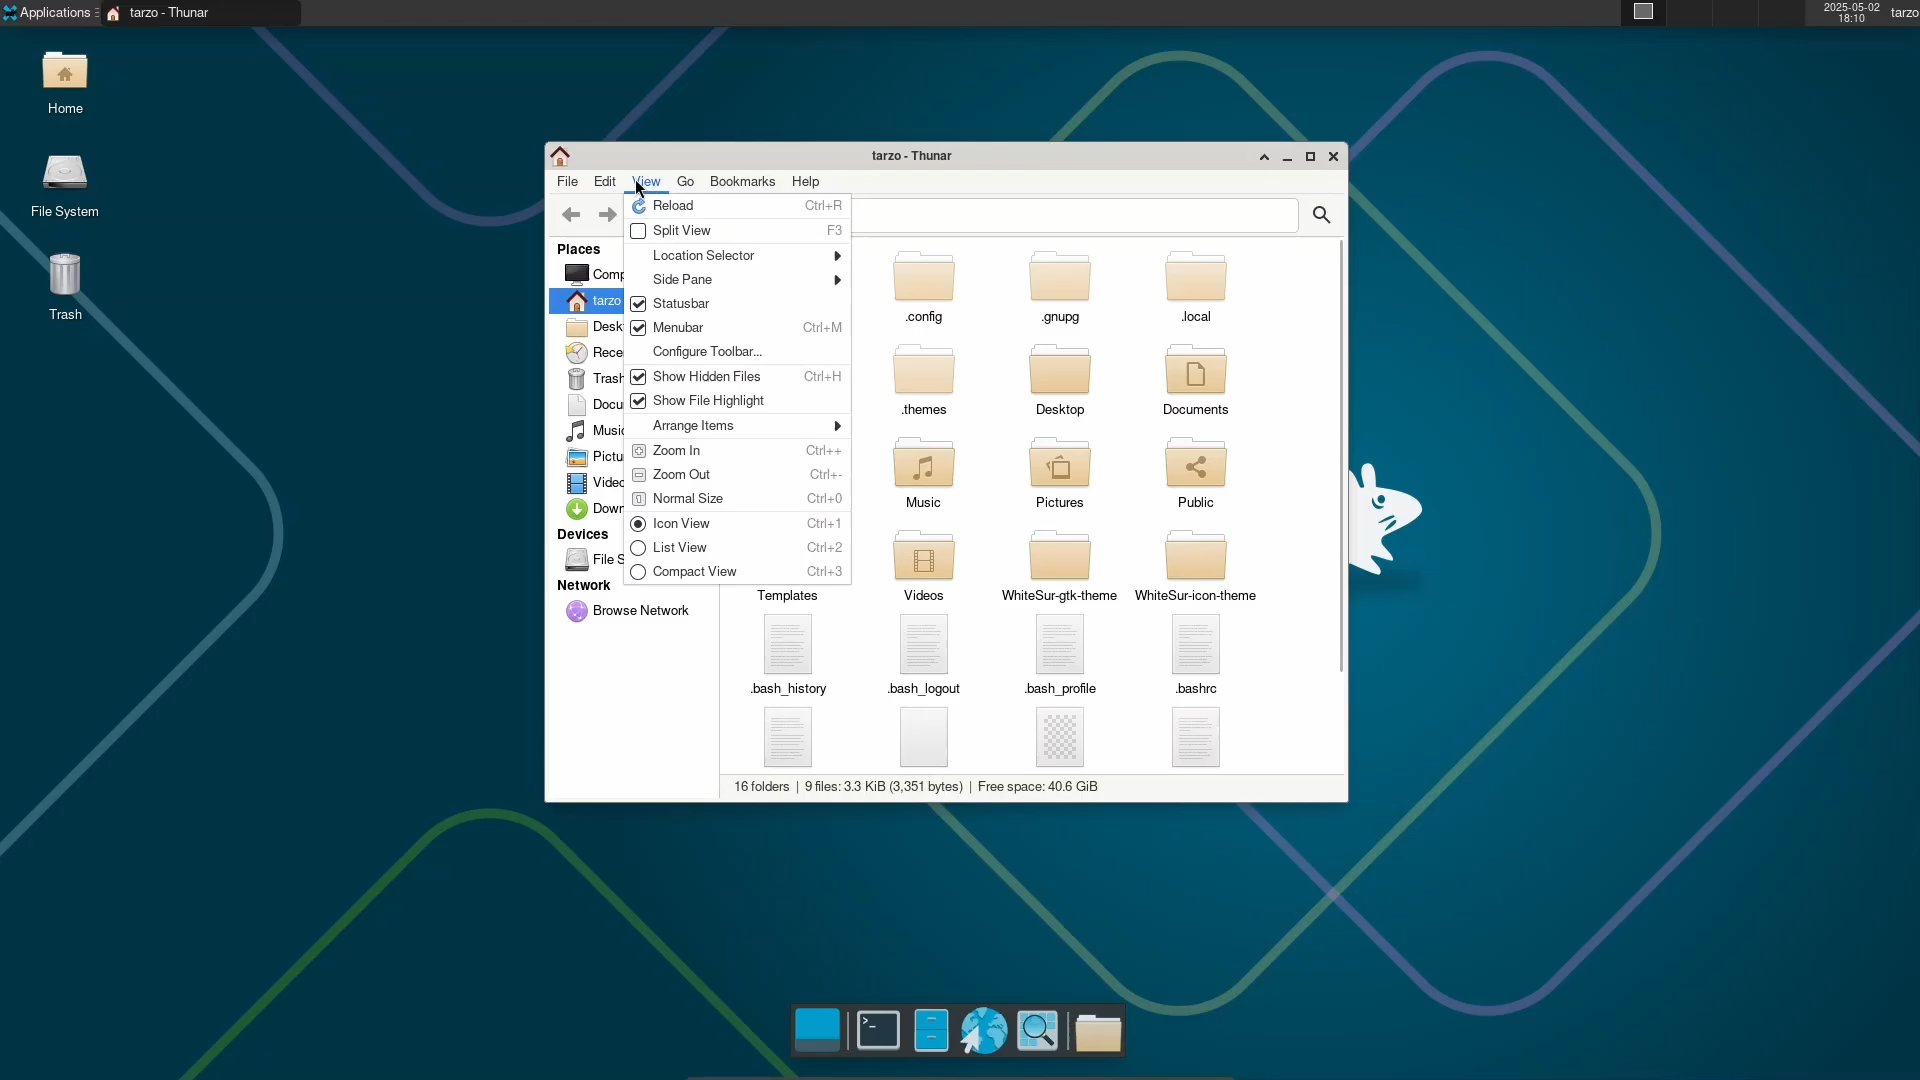 Applications
tarzo - Thunar
2025-05-02
18:10
tarzo
Home
File System
Trash
tarzo - Thunar
File Edit View Go Bookmarks Help
Reload Ctrl+R
Split View F3
Location Selector
Side Pane
Statusbar
Menubar Ctrl+M
Configure Toolbar...
Show Hidden Files Ctrl+H
Show File Highlight
Arrange Items
Zoom In Ctrl++
Zoom Out Ctrl+-
Normal Size Ctrl+0
Icon View Ctrl+1
List View Ctrl+2
Compact View Ctrl+3
Places
Comp
tarzo
Desk
Rece
Trash
Docu
Music
Pictu
Video
Down
Devices
File S
Network
Browse Network
.config .gnupg .local
.themes Desktop Documents
Music Pictures Public
Templates Videos WhiteSur-gtk-theme WhiteSur-icon-theme
.bash_history .bash_logout .bash_profile .bashrc
16 folders | 9 files: 3.3 KiB (3,351 bytes) | Free space: 40.6 GiB